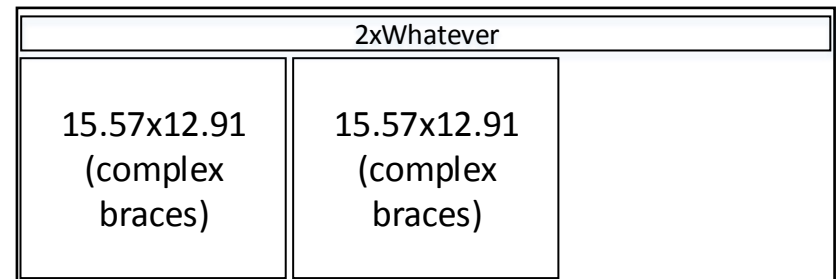 2xWhatever
15.57x12.91
(complex
braces)
15.57x12.91
(complex
braces)